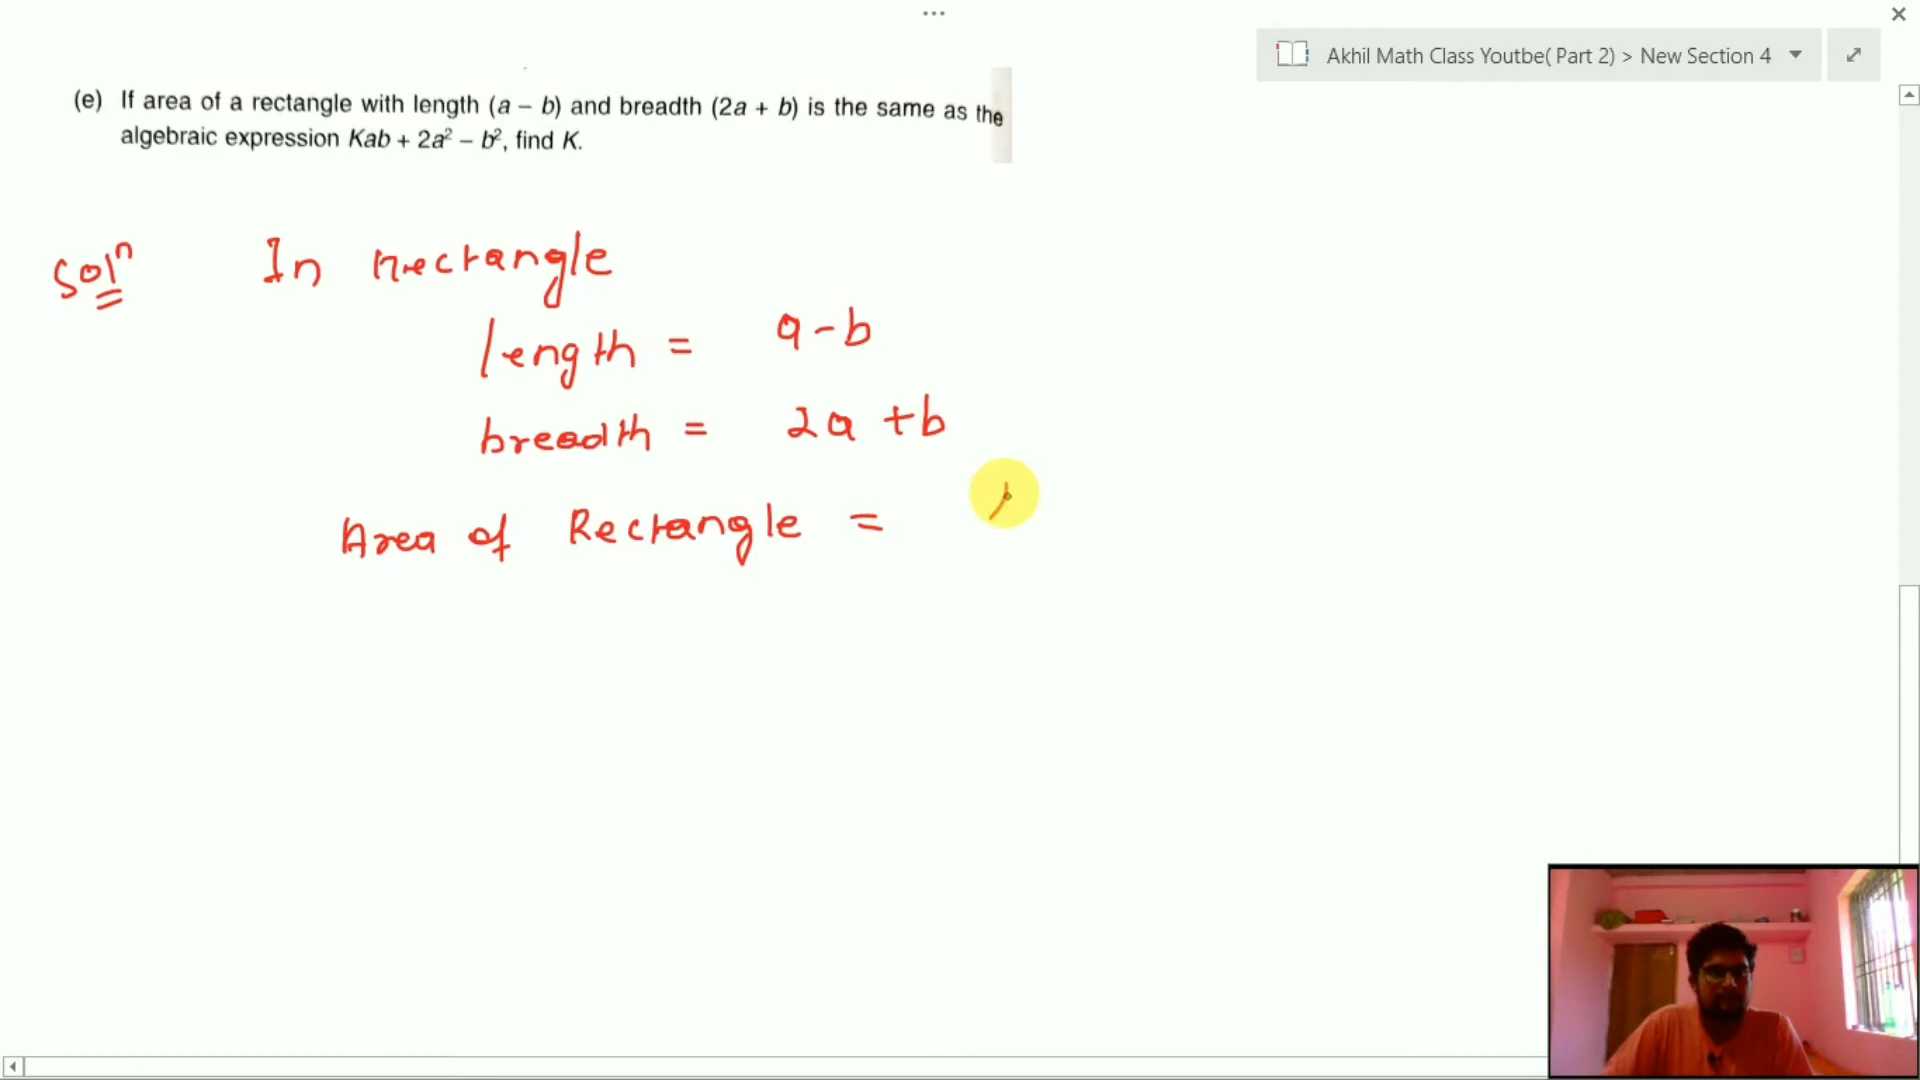 Akhil Math Class Youtbe( Part 2) > New Section 4
(e) If area of a rectangle with length (a – b) and breadth (2a + b) is the same as the
algebraic expression Kab + 2a² – b², find K.
Solⁿ In rectangle
length = a-b
breadth = 2a +b
Area of Rectangle =